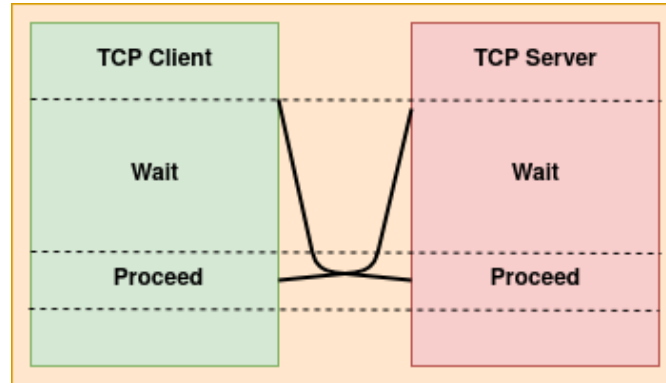 TCP Client
TCP Server
Wait
Wait
Proceed
Proceed